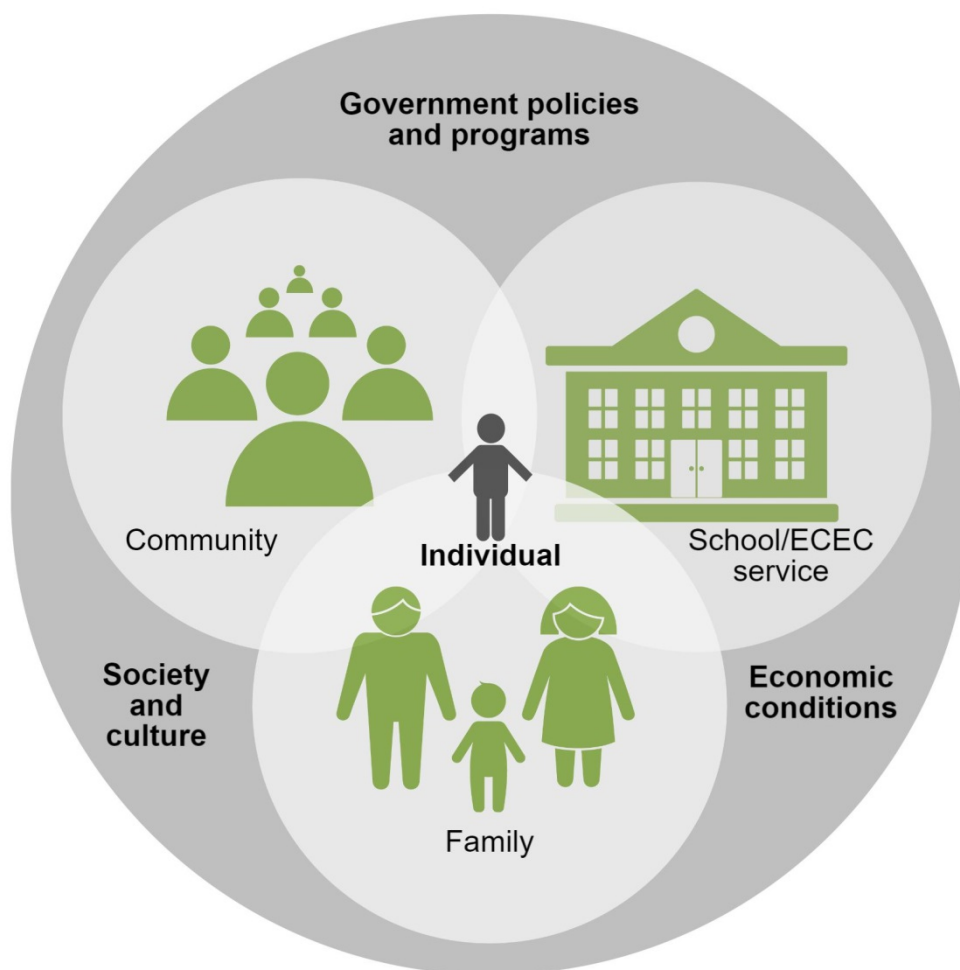 Government policies
and programs
Community
School/ECEC
service
Individual
Society
and
culture
Economic
conditions
Family